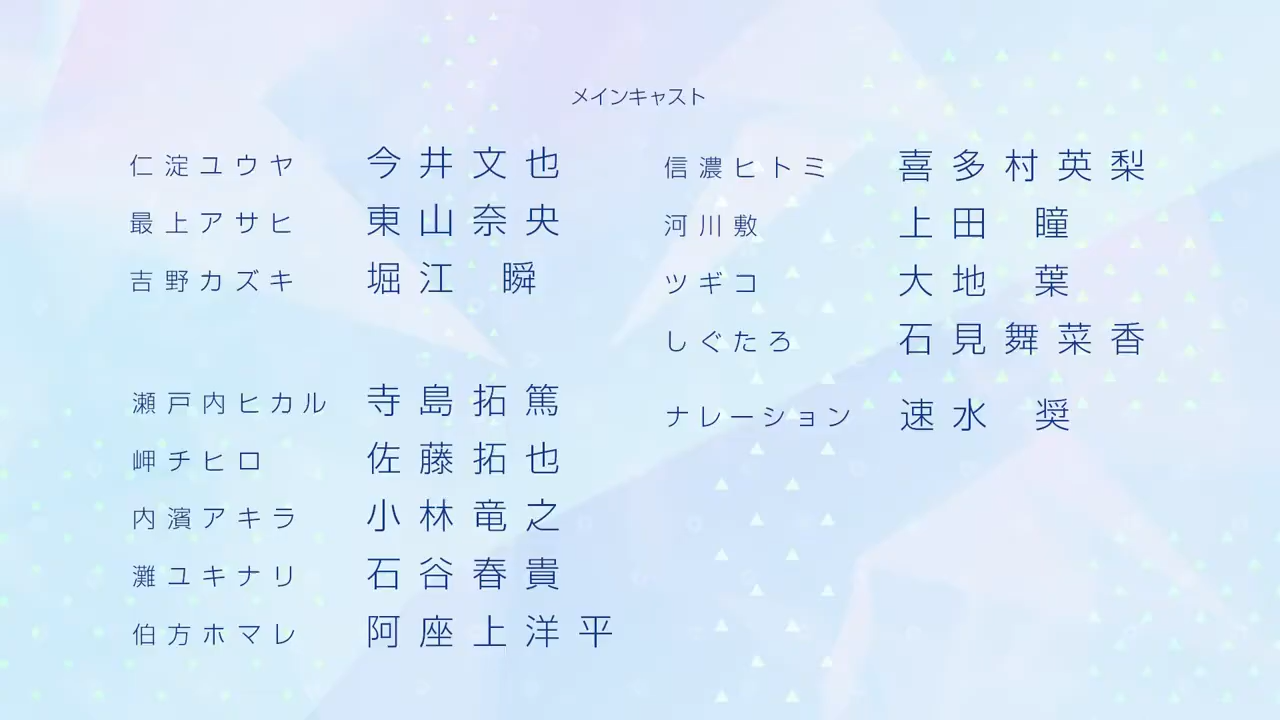 メインキャスト
仁淀ユウヤ 今井文也
最上アサヒ 東山奈央
吉野カズキ 堀江 瞬
瀬戸内ヒカル 寺島拓篤
岬チヒロ 佐藤拓也
内濱アキラ 小林竜之
灘ユキナリ 石谷春貴
伯方ホマレ 阿座上洋平
信濃ヒトミ 喜多村英梨
河川敷 上田 瞳
ツギコ 大地 葉
しぐたろ 石見舞菜香
ナレーション 速水 奨